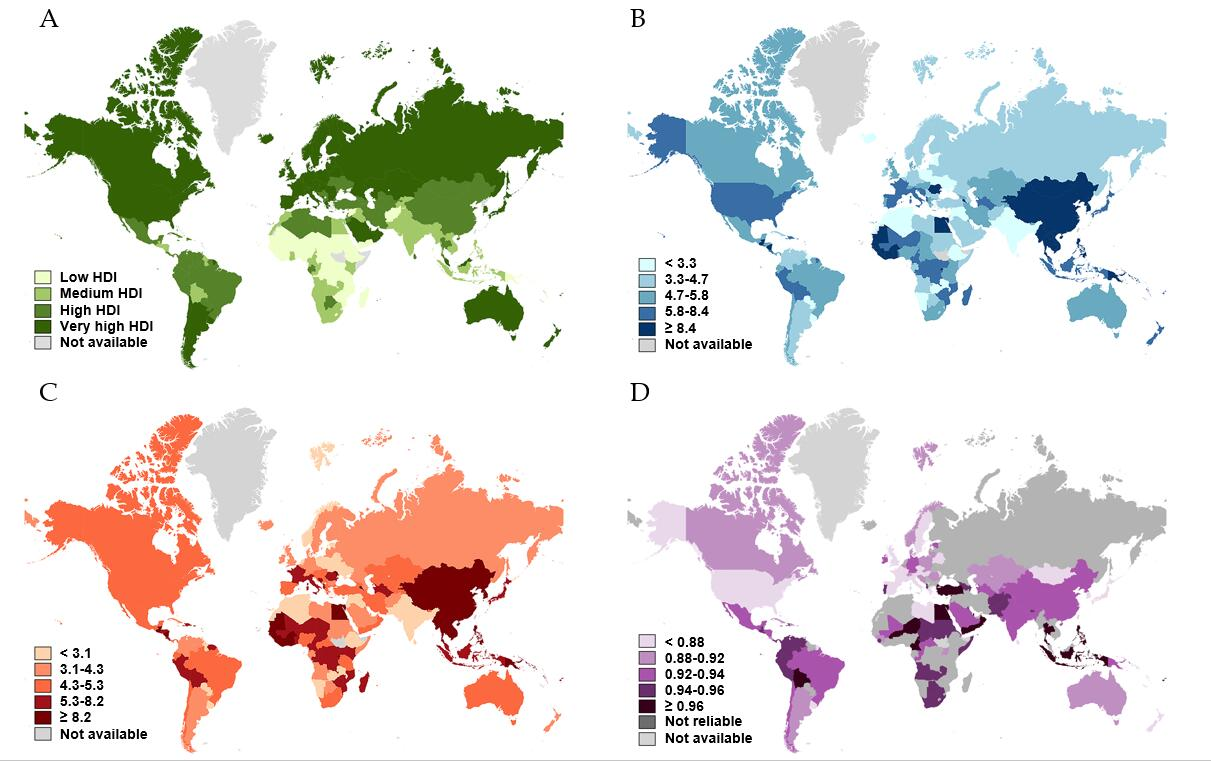 A
B
Low HDI
Medium HDI
High HDI
Very high HDI
Not available
< 3.3
3.3-4.7
4.7-5.8
5.8-8.4
≥ 8.4
Not available
C
D
< 3.1
3.1-4.3
4.3-5.3
5.3-8.2
≥ 8.2
Not available
< 0.88
0.88-0.92
0.92-0.94
0.94-0.96
≥ 0.96
Not reliable
Not available